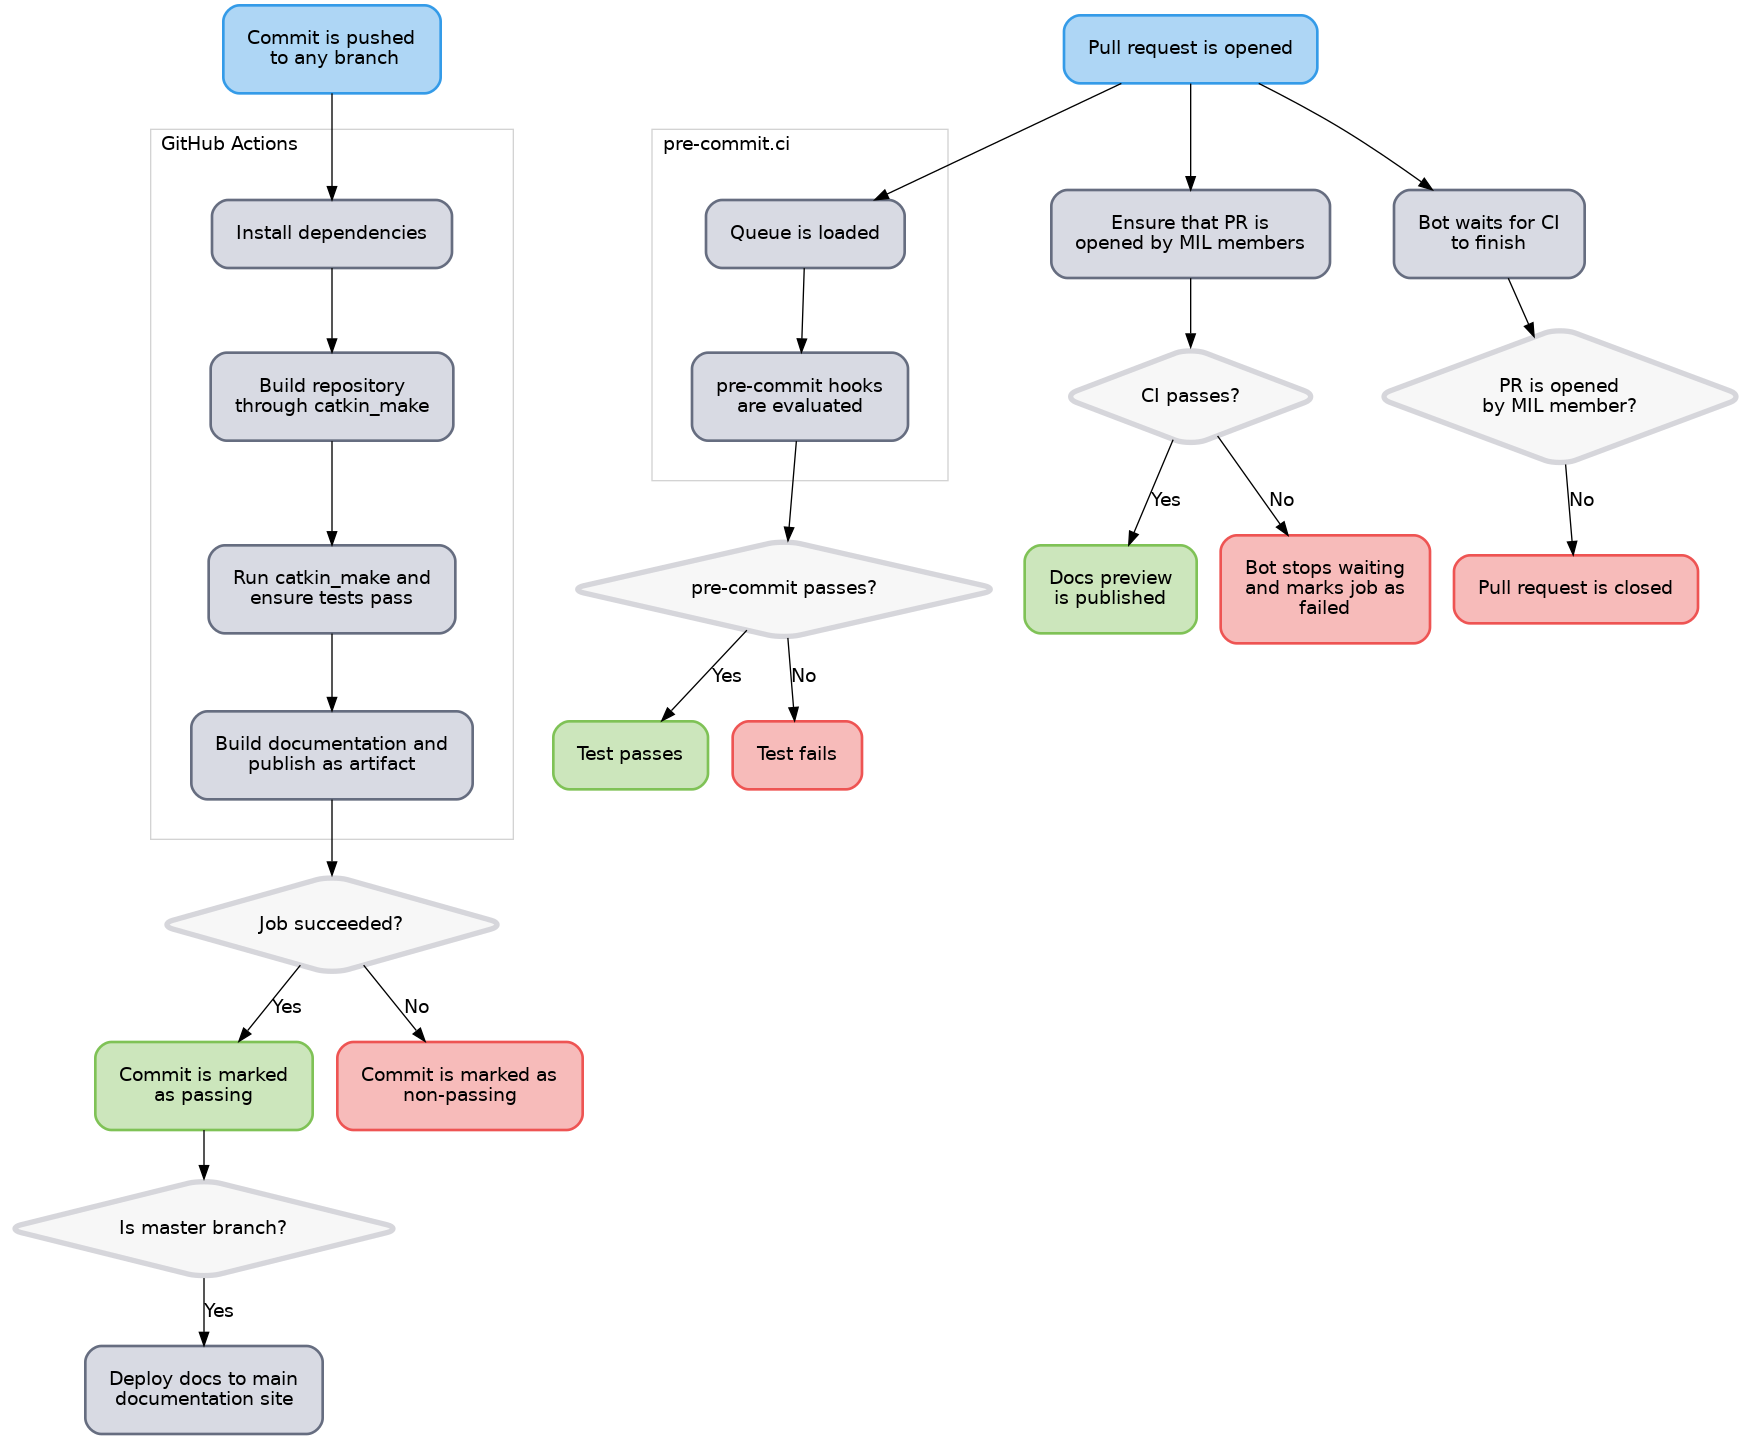 Commit is pushed
to any branch
GitHub Actions
Install dependencies
Build repository
through catkin_make
Run catkin_make and
ensure tests pass
Build documentation and
publish as artifact
Job succeeded?
Yes
No
Commit is marked
as passing
Commit is marked as
non-passing
Is master branch?
Yes
Deploy docs to main
documentation site
Pull request is opened
pre-commit.ci
Queue is loaded
pre-commit hooks
are evaluated
pre-commit passes?
Yes
No
Test passes
Test fails
Ensure that PR is
opened by MIL members
CI passes?
Yes
No
Docs preview
is published
Bot stops waiting
and marks job as
failed
Bot waits for CI
to finish
PR is opened
by MIL member?
No
Pull request is closed